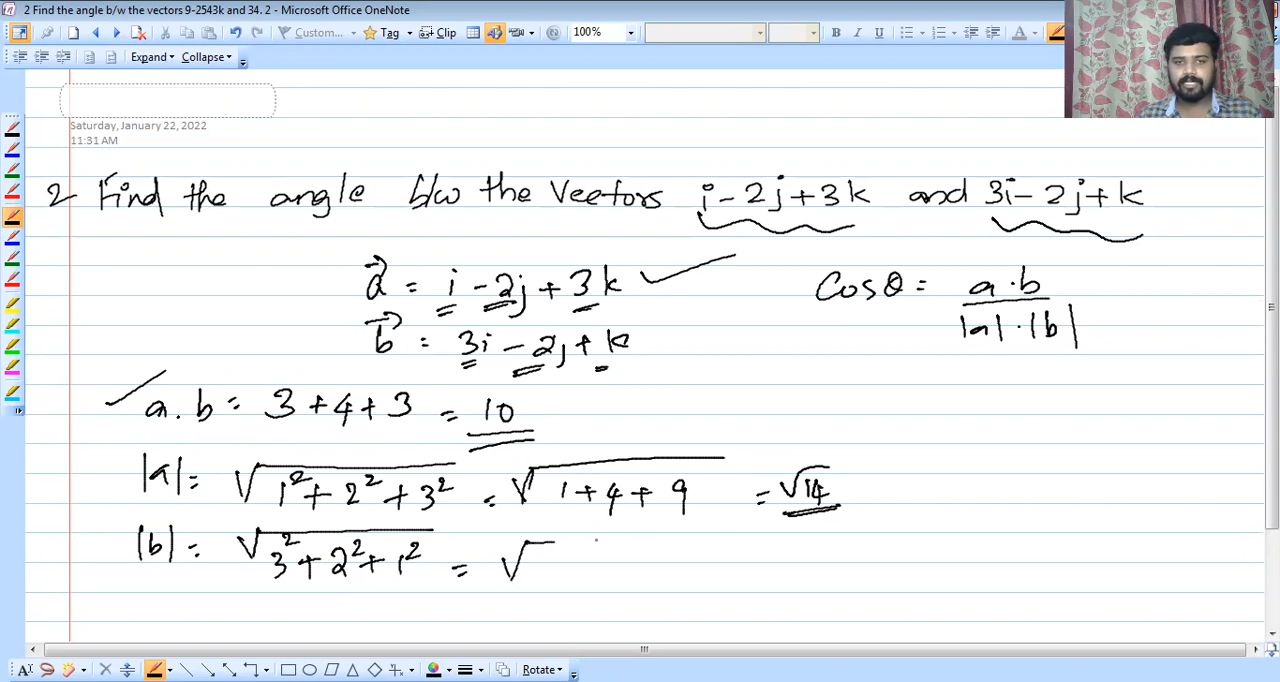 2 Find the angle b/w the vectors 9-2543k and 34. 2 - Microsoft Office OneNote
Custom... Tag Clip 100% B I U A
Expand Collapse
Saturday, January 22, 2022
11:31 AM
2 Find the angle b/w the Vectors i - 2j + 3k and 3i - 2j + k
a = i - 2j + 3k
Cosθ = a · b / |a| · |b|
b = 3i - 2j + k
a . b = 3 + 4 + 3 = 10
|a| = √1² + 2² + 3² = √1 + 4 + 9 = √14
|b| = √3² + 2² + 1² = √
Rotate